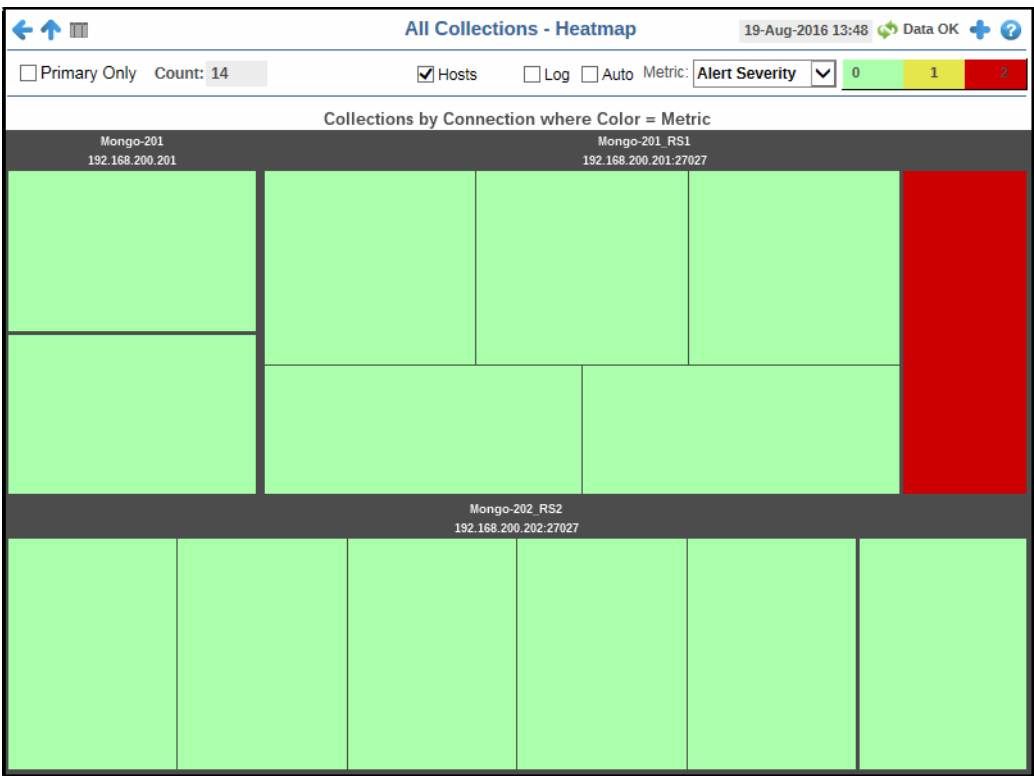 All Collections - Heatmap 19-Aug-2016 13:48 Data OK
Primary Only Count: 14 Hosts Log Auto Metric: Alert Severity 0 1 2
Collections by Connection where Color = Metric
Mongo-201 Mongo-201_RS1
192.168.200.201 192.168.200.201:27027
Mongo-202_RS2
192.168.200.202:27027